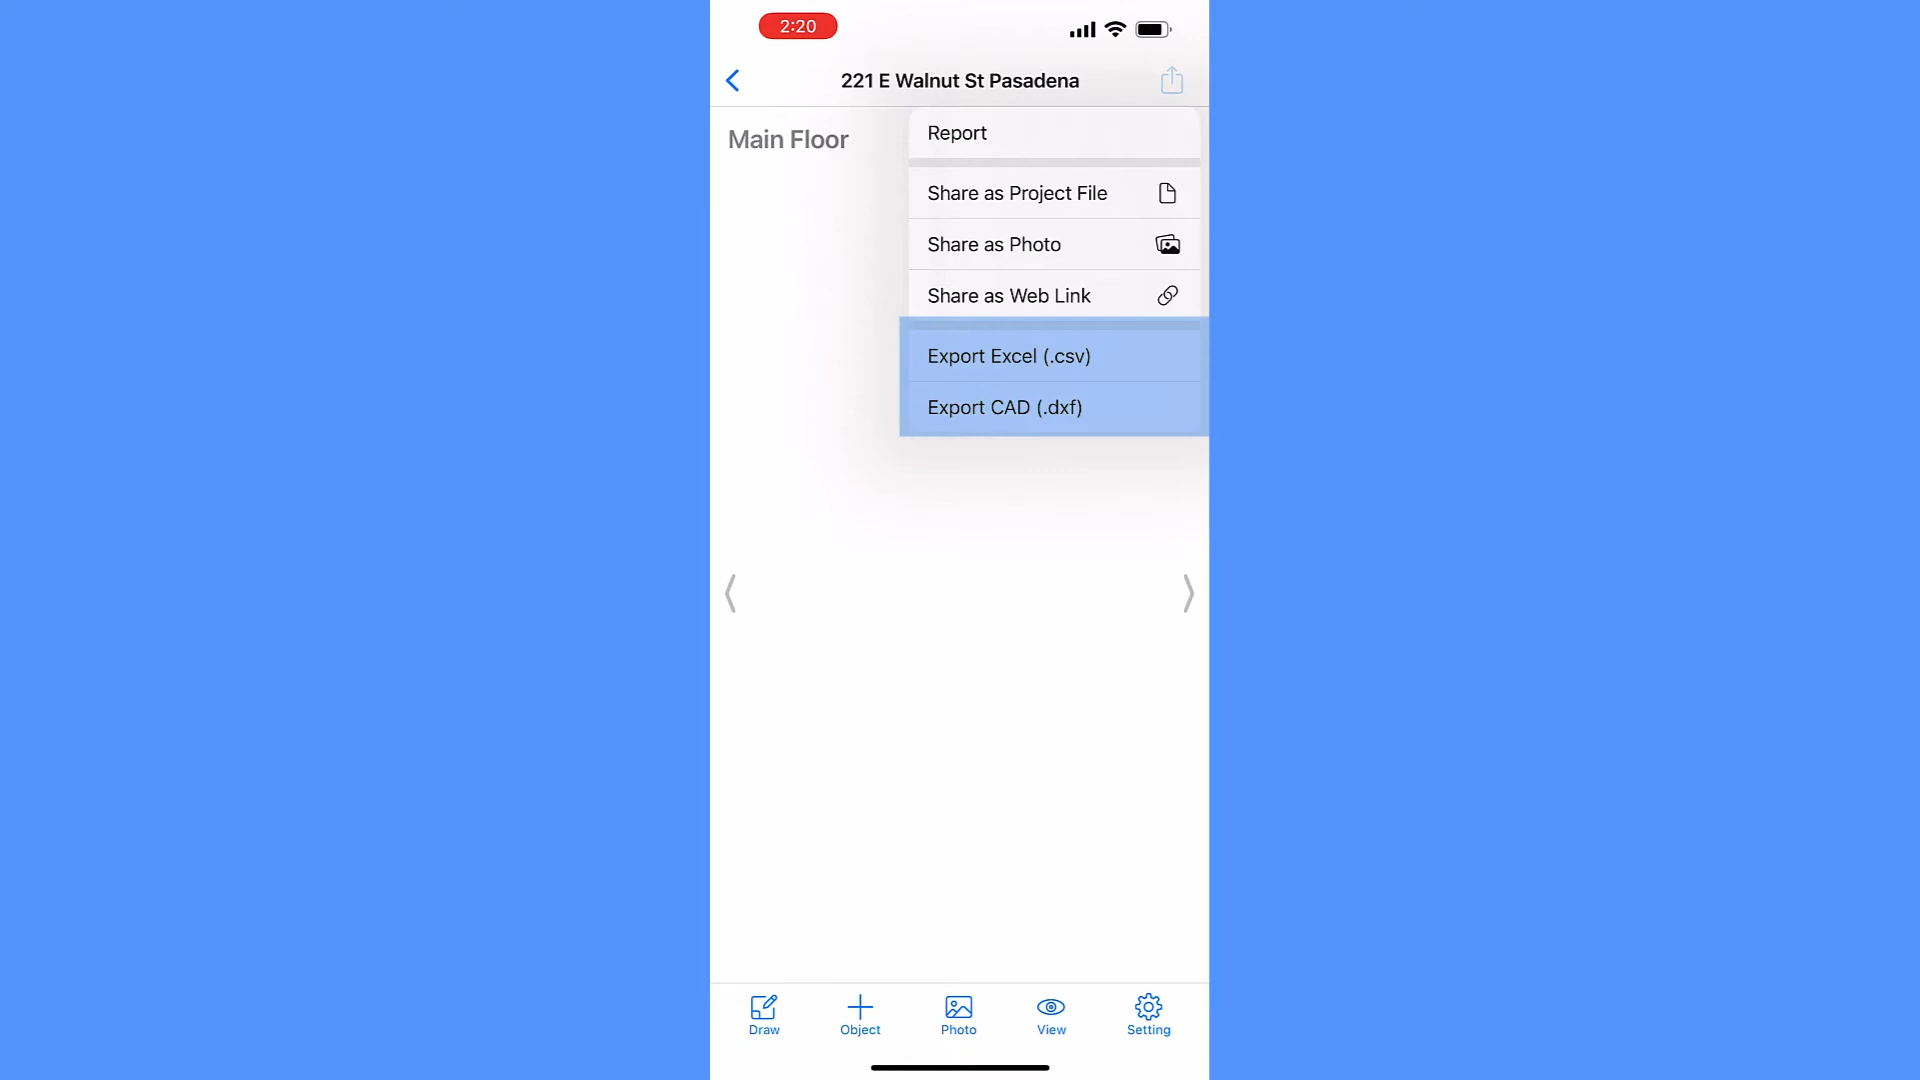 2:20
221 E Walnut St Pasadena
Main Floor
Report
Share as Project File
Share as Photo
Share as Web Link
Export Excel (.csv)
Export CAD (.dxf)
Draw
Object
Photo
View
Setting